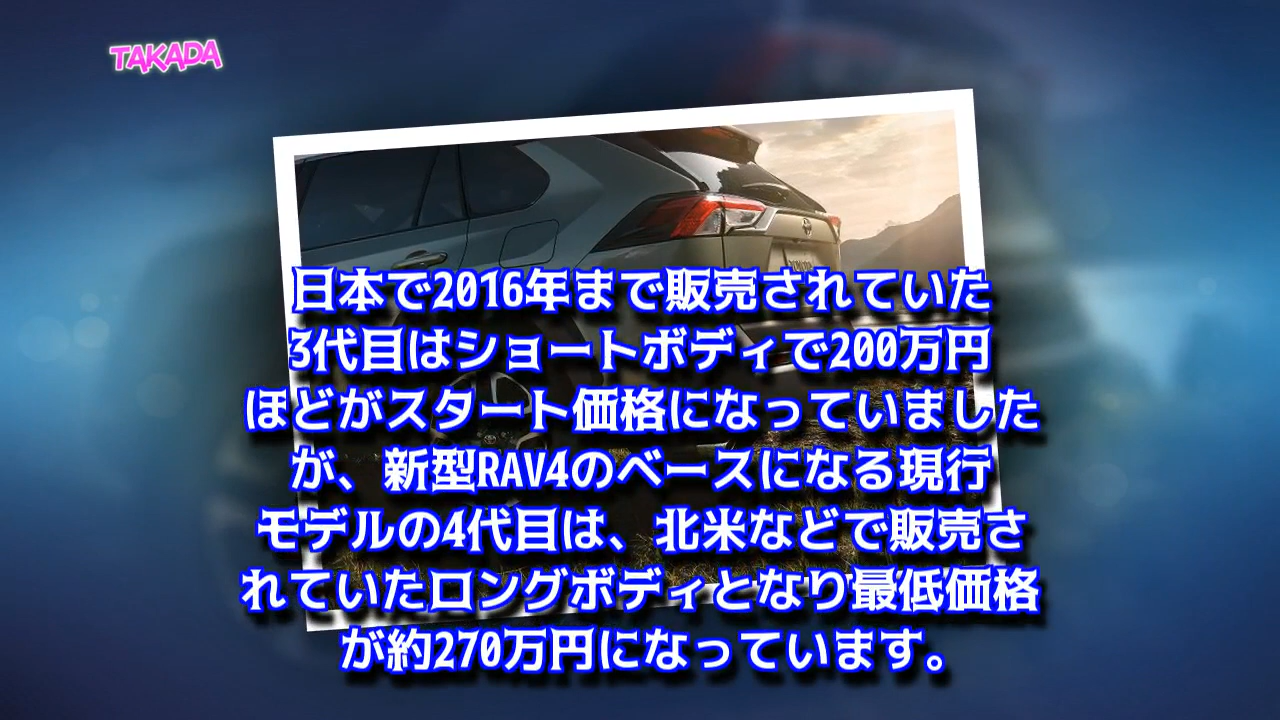 TAKADA
日本で2016年まで販売されていた
3代目はショートボディで200万円
ほどがスタート価格になっていました
が、新型RAV4のベースになる現行
モデルの4代目は、北米などで販売さ
れていたロングボディとなり最低価格
が約270万円になっています。